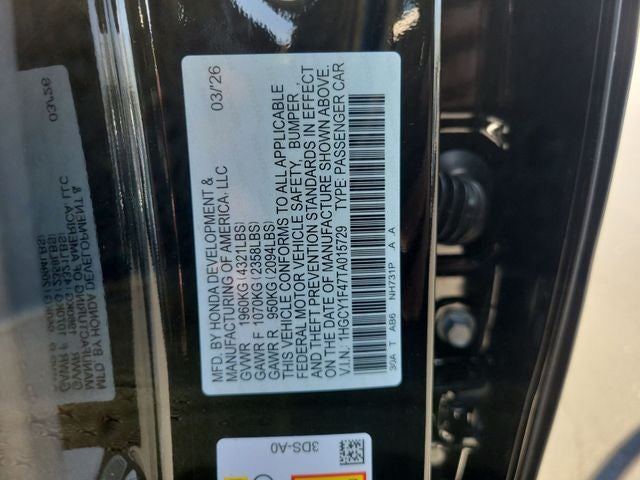 MFD. BY HONDA DEVELOPMENT & 03/'26
MANUFACTURING OF AMERICA, LLC
GVWR 1960KG(4321LBS)
GAWR F 1070KG(2358LBS)
GAWR R 950KG(2094LBS)
THIS VEHICLE CONFORMS TO ALL APPLICABLE
FEDERAL MOTOR VEHICLE SAFETY, BUMPER,
AND THEFT PREVENTION STANDARDS IN EFFECT
ON THE DATE OF MANUFACTURE SHOWN ABOVE.
V.I.N. 1HGCY1F47TA015729 TYPE: PASSENGER CAR
30A T AB6 NH731P A A
3DS-A0